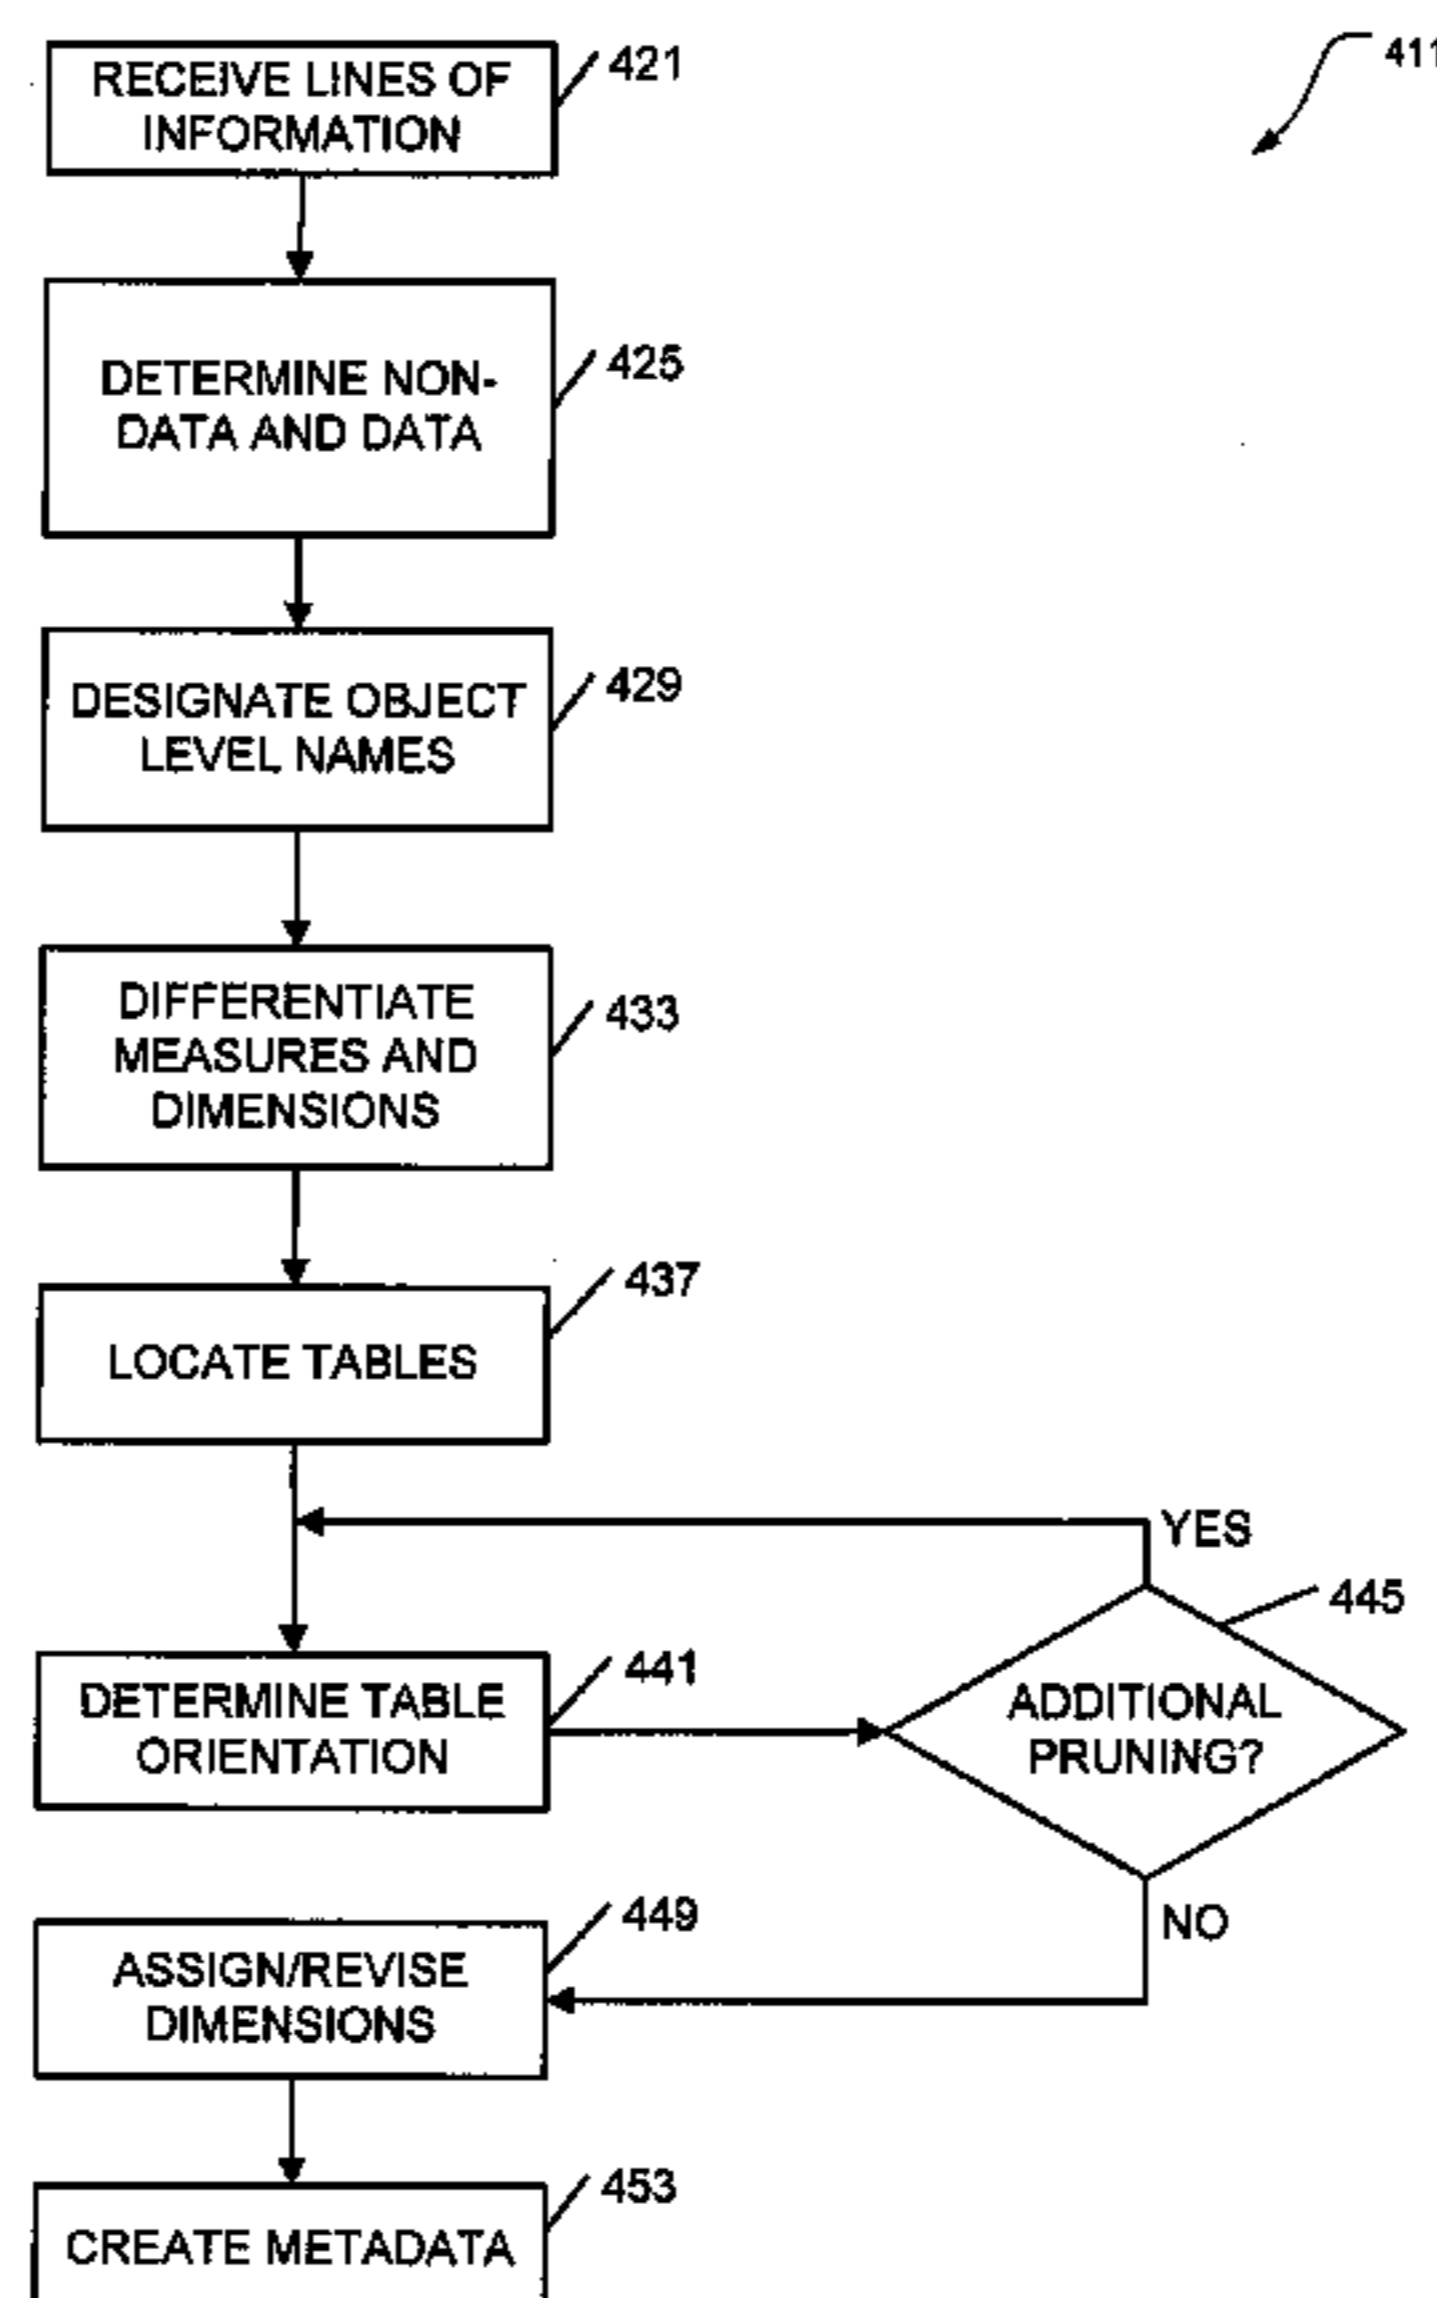 411
RECEIVE LINES OF
INFORMATION
421
DETERMINE NON-
DATA AND DATA
425
DESIGNATE OBJECT
LEVEL NAMES
429
DIFFERENTIATE
MEASURES AND
DIMENSIONS
433
LOCATE TABLES
437
YES
DETERMINE TABLE
ORIENTATION
441
ADDITIONAL
PRUNING?
445
NO
ASSIGN/REVISE
DIMENSIONS
449
CREATE METADATA
453